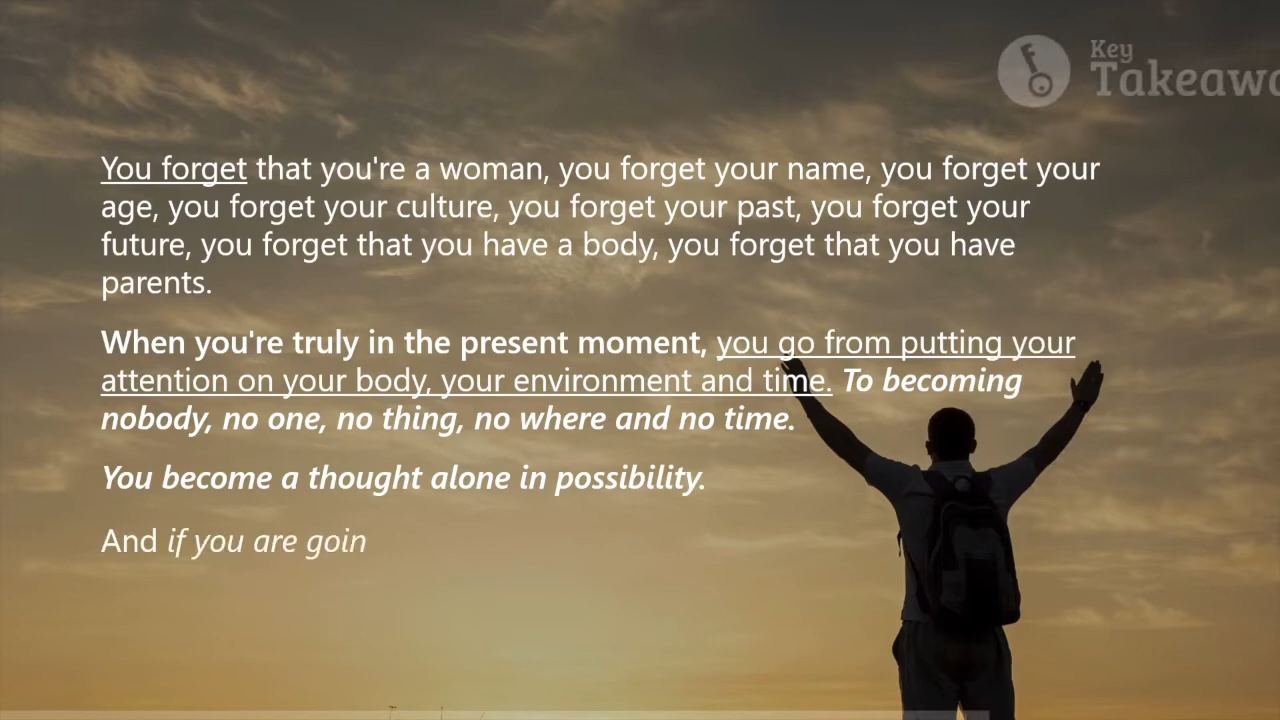 Key
Takeawa
You forget that you're a woman, you forget your name, you forget your
age, you forget your culture, you forget your past, you forget your
future, you forget that you have a body, you forget that you have
parents.
When you're truly in the present moment, you go from putting your
attention on your body, your environment and time. To becoming
nobody, no one, no thing, no where and no time.
You become a thought alone in possibility.
And if you are goin